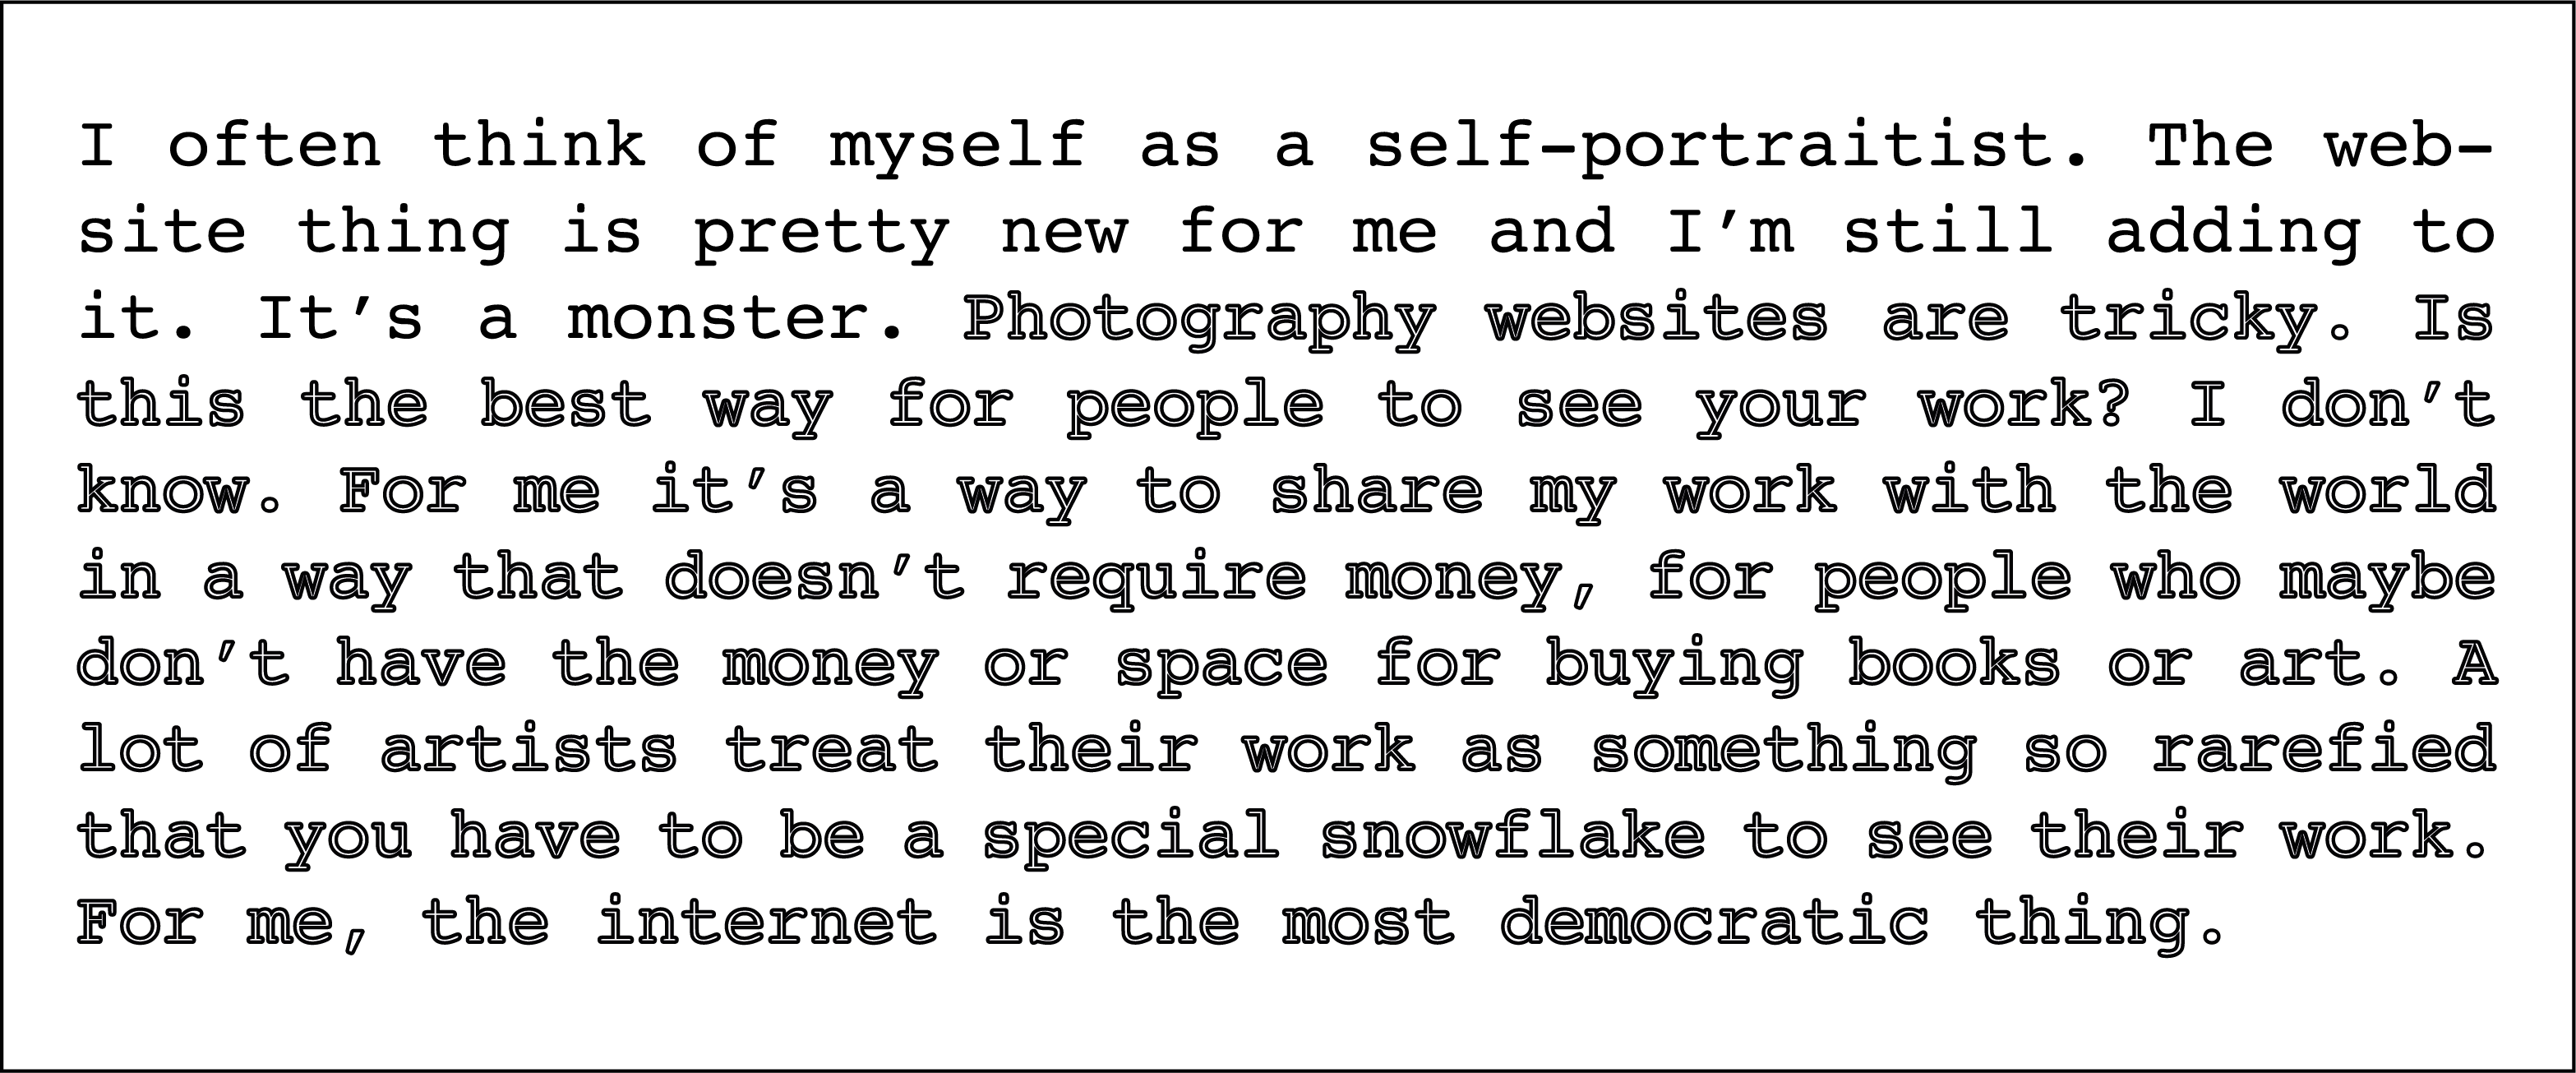 I often think of myself as a self-portraitist. The web-
site thing is pretty new for me and I’m still adding to
it. It’s a monster. Photography websites are tricky. Is
this the best way for people to see your work? I don’t
know. For me it’s a way to share my work with the world
in a way that doesn’t require money, for people who maybe
don’t have the money or space for buying books or art. A
lot of artists treat their work as something so rarefied
that you have to be a special snowflake to see their work.
For me, the internet is the most democratic thing.